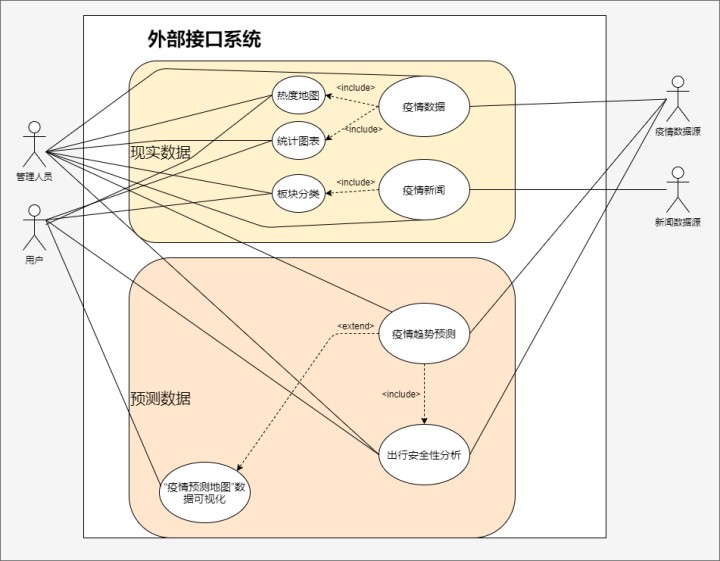 外部接口系统
热度地图
<include>
疫情数据
疫情数据源
<include>
统计图表
现实数据
管理人员
<include>
疫情新闻
板块分类
新闻数据源
用户
<extend>
疫情趋势预测
<include>
预测数据
出行安全性分析
“疫情预测地图”数
据可视化